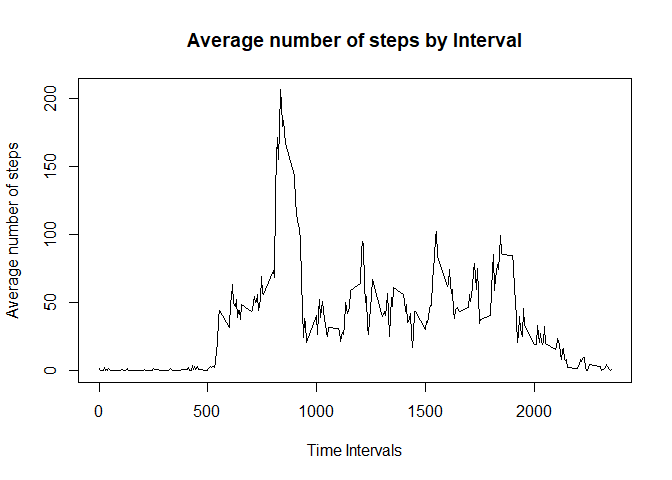 Average number of steps by Interval
Average number of steps
200
150
100
50
0
0 500 1000 1500 2000
Time Intervals